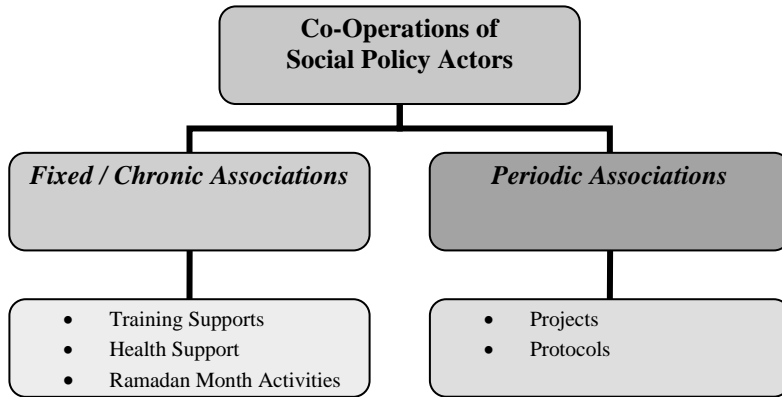 Co-Operations of
Social Policy Actors
Fixed / Chronic Associations
Periodic Associations
• Training Supports
• Health Support
• Ramadan Month Activities
• Projects
• Protocols